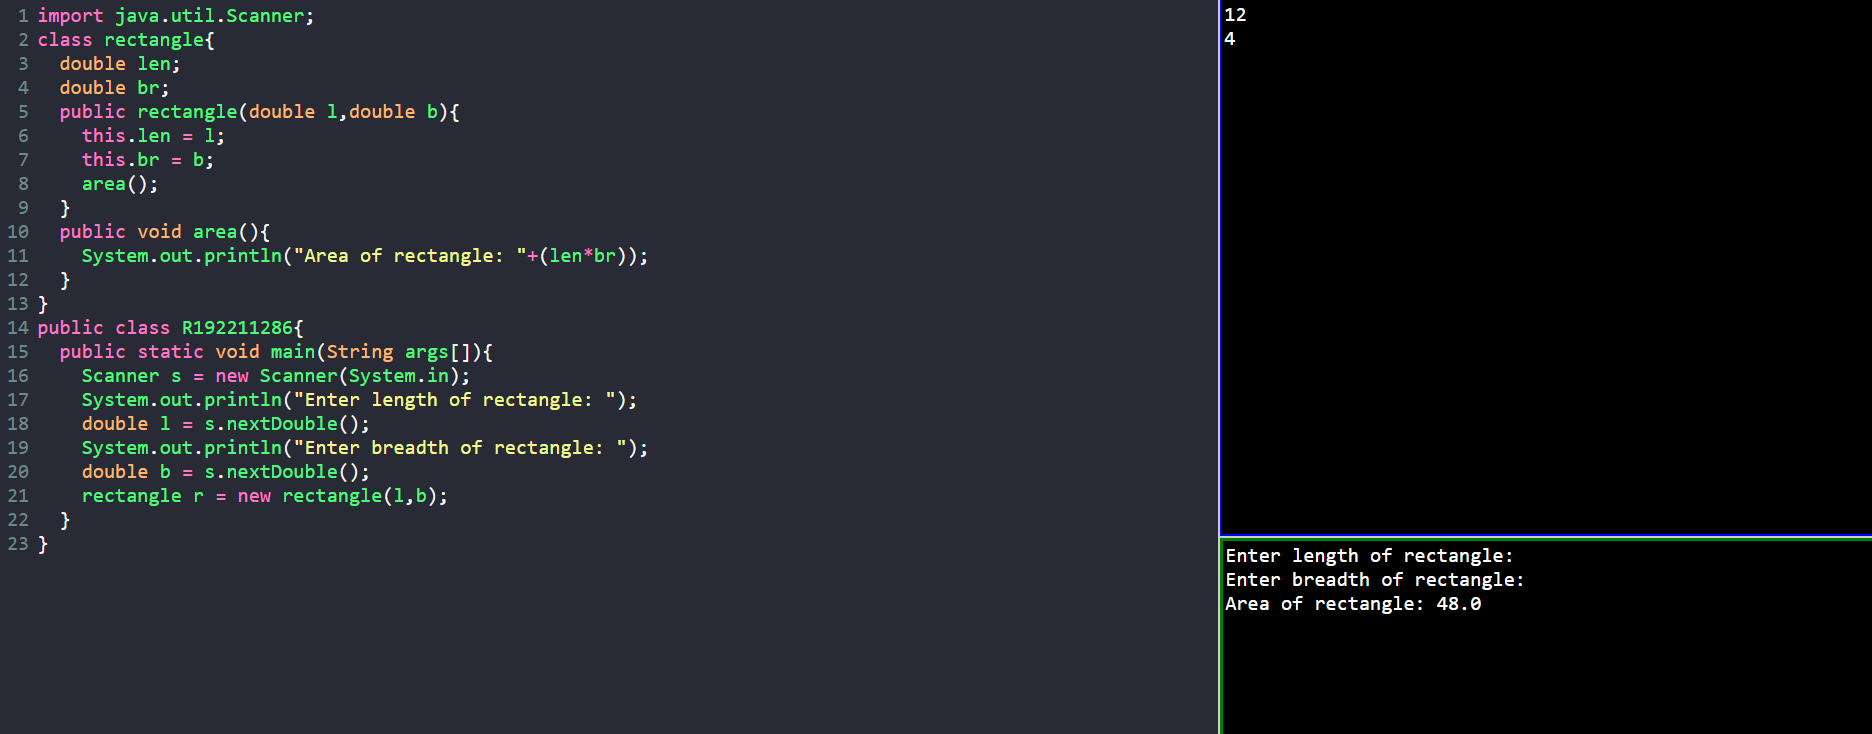 1 import java.util.Scanner;
2 class rectangle{
3   double len;
4   double br;
5   public rectangle(double l,double b){
6     this.len = l;
7     this.br = b;
8     area();
9   }
10   public void area(){
11     System.out.println("Area of rectangle: "+(len*br));
12   }
13 }
14 public class R192211286{
15   public static void main(String args[]){
16     Scanner s = new Scanner(System.in);
17     System.out.println("Enter length of rectangle: ");
18     double l = s.nextDouble();
19     System.out.println("Enter breadth of rectangle: ");
20     double b = s.nextDouble();
21     rectangle r = new rectangle(l,b);
22   }
23 }
12
4
Enter length of rectangle:
Enter breadth of rectangle:
Area of rectangle: 48.0